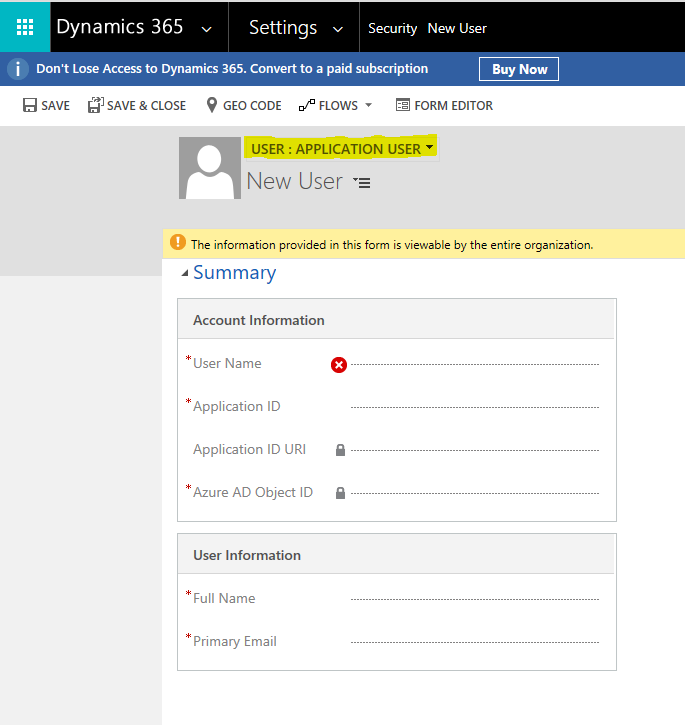 Dynamics 365 Settings Security New User
Don't Lose Access to Dynamics 365. Convert to a paid subscription Buy Now
SAVE SAVE & CLOSE GEO CODE FLOWS FORM EDITOR
USER : APPLICATION USER
New User
The information provided in this form is viewable by the entire organization.
Summary
Account Information
*User Name
*Application ID
Application ID URI
*Azure AD Object ID
User Information
*Full Name
*Primary Email